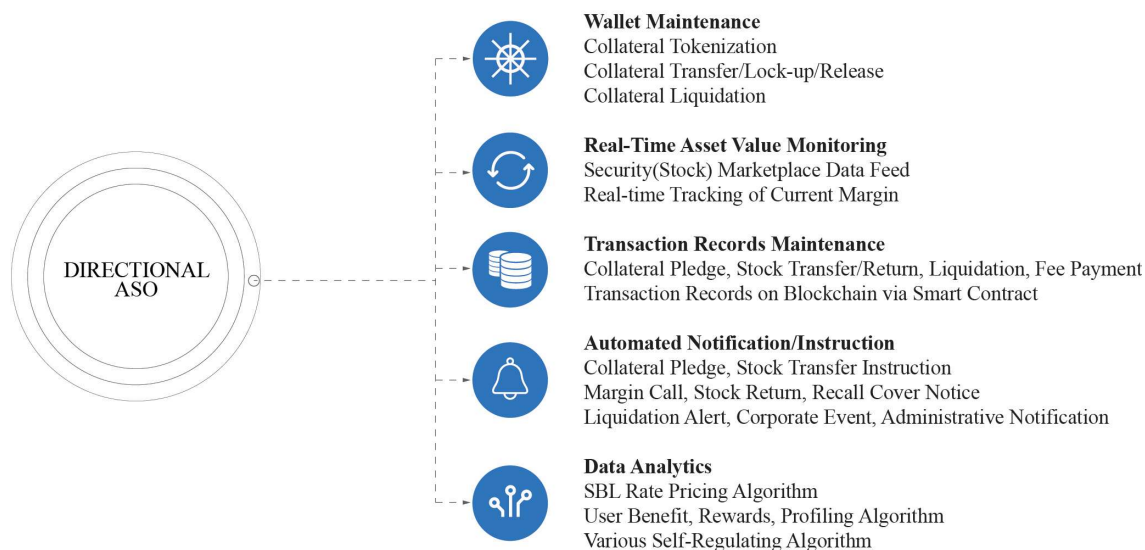 DIRECTIONAL
ASO
Wallet Maintenance
Collateral Tokenization
Collateral Transfer/Lock-up/Release
Collateral Liquidation
Real-Time Asset Value Monitoring
Security(Stock) Marketplace Data Feed
Real-time Tracking of Current Margin
Transaction Records Maintenance
Collateral Pledge, Stock Transfer/Return, Liquidation, Fee Payment
Transaction Records on Blockchain via Smart Contract
Automated Notification/Instruction
Collateral Pledge, Stock Transfer Instruction
Margin Call, Stock Return, Recall Cover Notice
Liquidation Alert, Corporate Event, Administrative Notification
Data Analytics
SBL Rate Pricing Algorithm
User Benefit, Rewards, Profiling Algorithm
Various Self-Regulating Algorithm